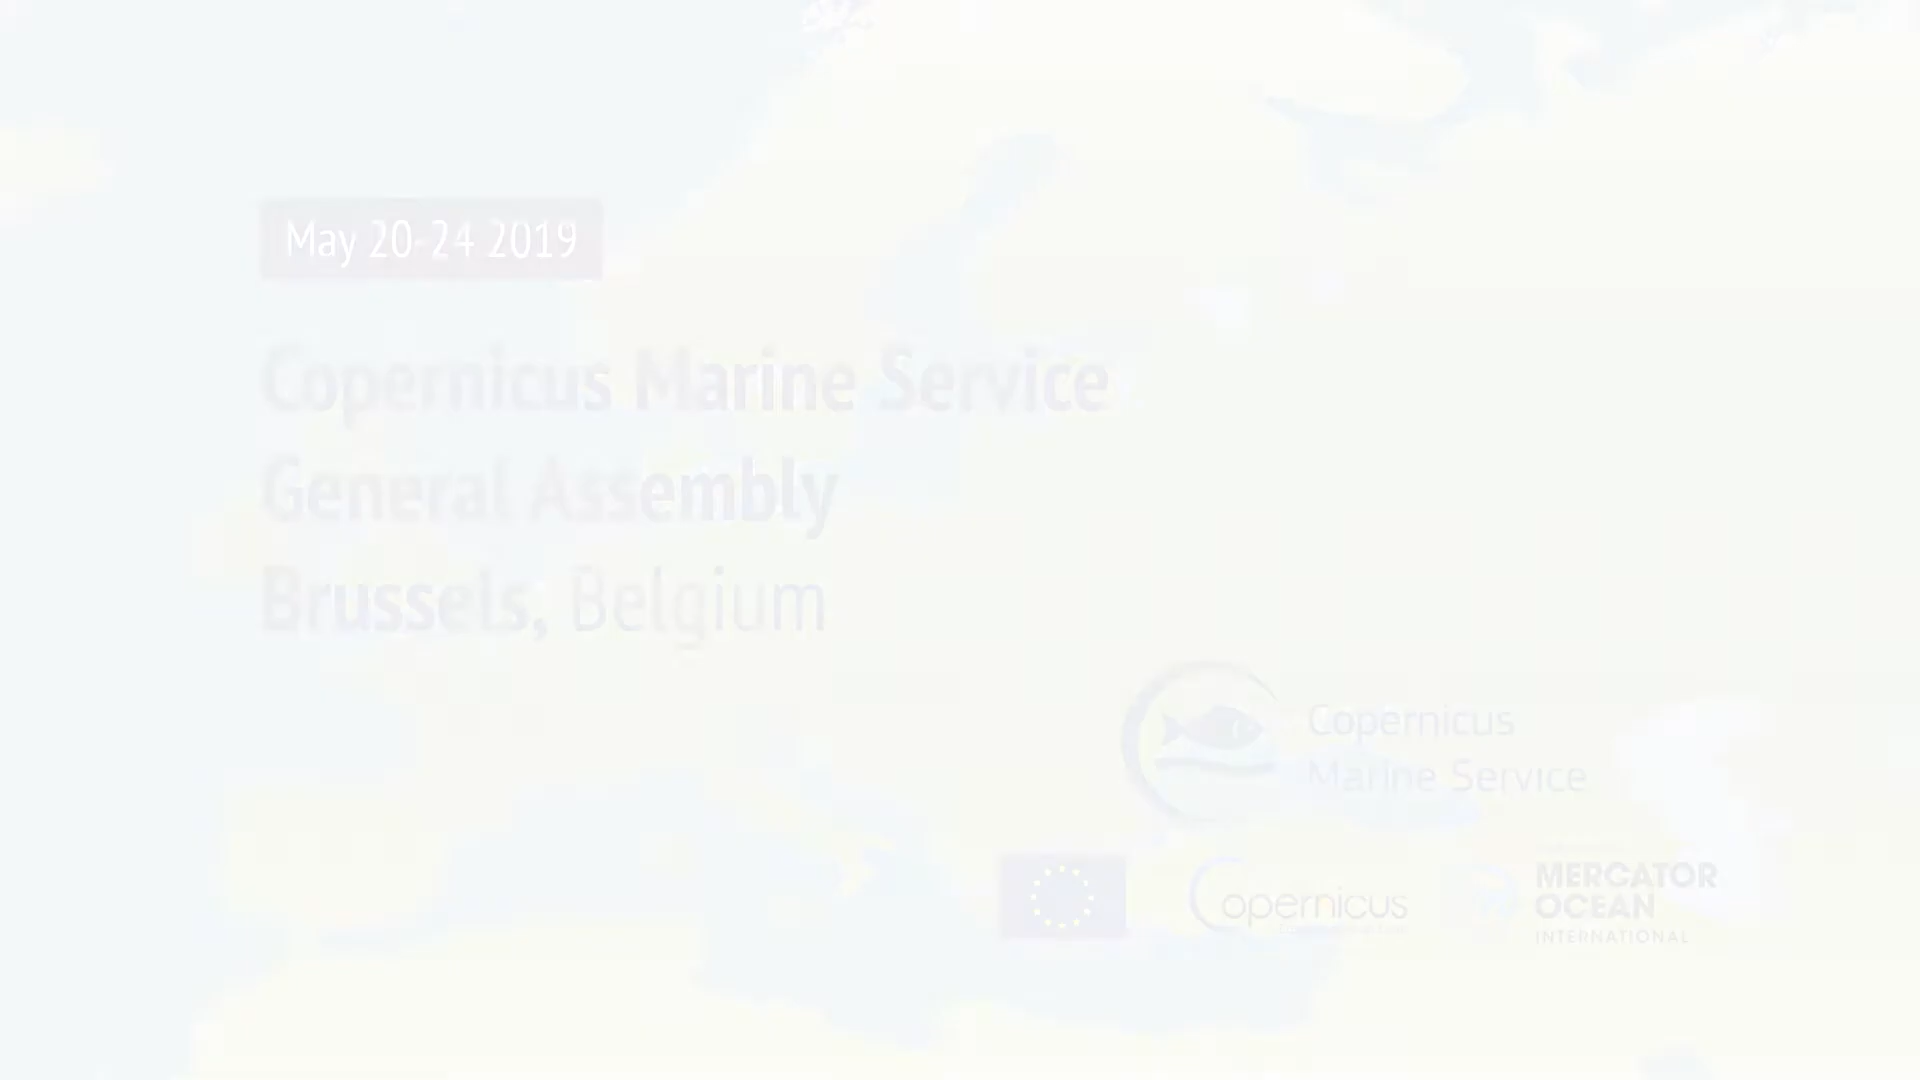 May 20-24 2019
Copernicus Marine Service
General Assembly
Brussels, Belgium
Copernicus
Marine Service
Copernicus
MERCATOR
OCEAN
INTERNATIONAL